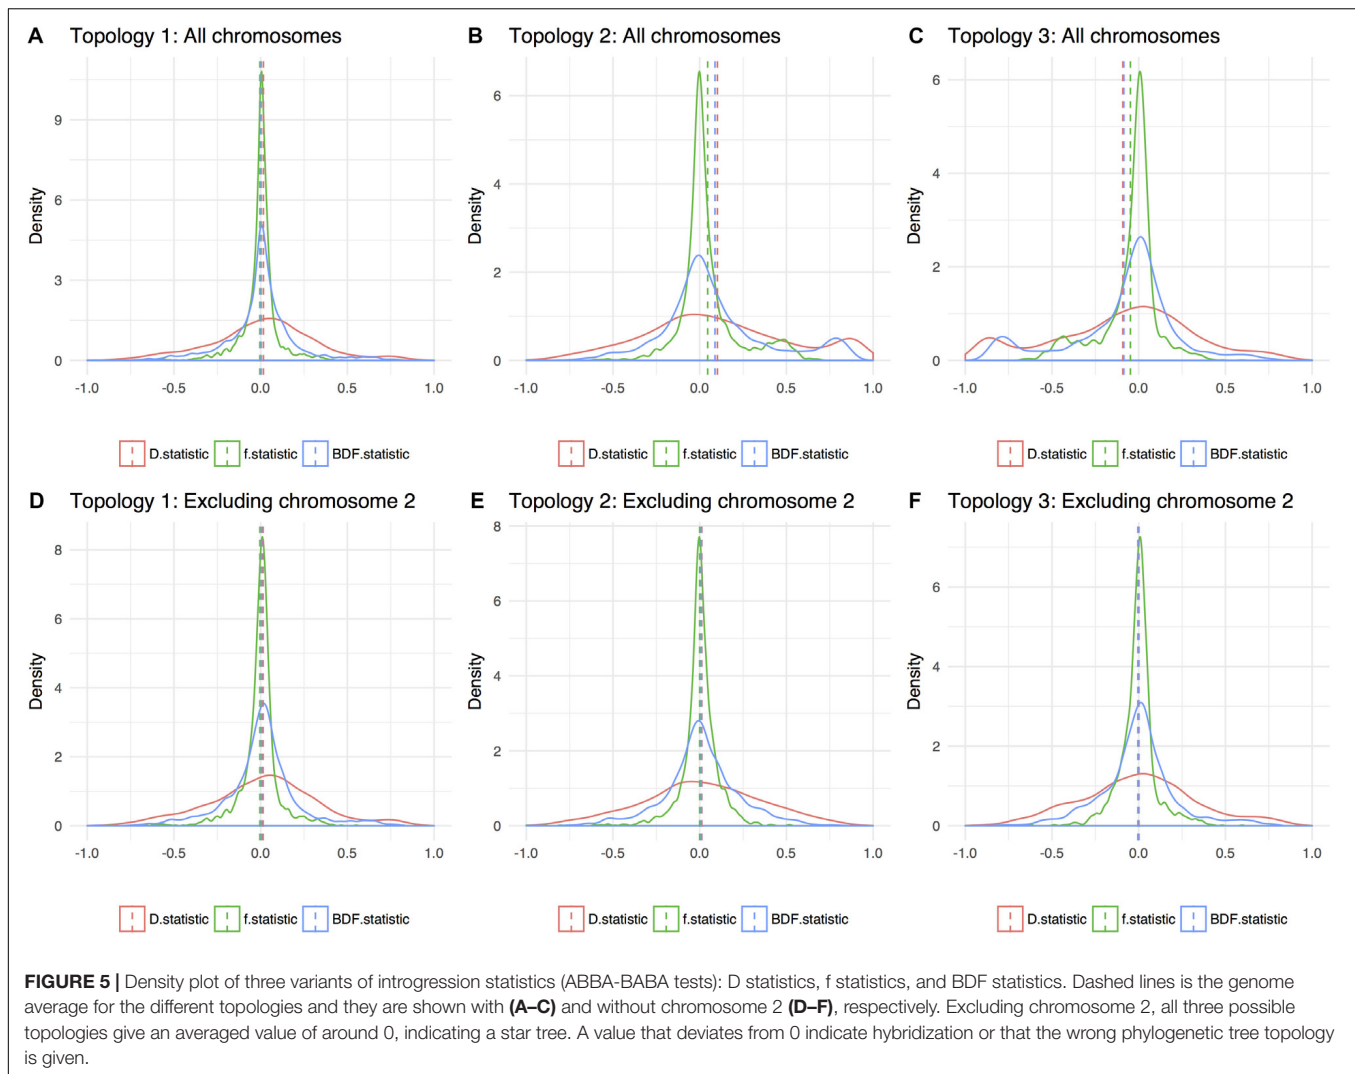 A Topology 1: All chromosomes
Density
9
6
3
0
-1.0 -0.5 0.0 0.5 1.0
D.statistic f.statistic BDF.statistic
B Topology 2: All chromosomes
Density
6
4
2
0
-1.0 -0.5 0.0 0.5 1.0
D.statistic f.statistic BDF.statistic
C Topology 3: All chromosomes
Density
6
4
2
0
-1.0 -0.5 0.0 0.5 1.0
D.statistic f.statistic BDF.statistic
D Topology 1: Excluding chromosome 2
Density
8
6
4
2
0
-1.0 -0.5 0.0 0.5 1.0
D.statistic f.statistic BDF.statistic
E Topology 2: Excluding chromosome 2
Density
8
6
4
2
0
-1.0 -0.5 0.0 0.5 1.0
D.statistic f.statistic BDF.statistic
F Topology 3: Excluding chromosome 2
Density
6
4
2
0
-1.0 -0.5 0.0 0.5 1.0
D.statistic f.statistic BDF.statistic
FIGURE 5 | Density plot of three variants of introgression statistics (ABBA-BABA tests): D statistics, f statistics, and BDF statistics. Dashed lines is the genome
average for the different topologies and they are shown with (A–C) and without chromosome 2 (D–F), respectively. Excluding chromosome 2, all three possible
topologies give an averaged value of around 0, indicating a star tree. A value that deviates from 0 indicate hybridization or that the wrong phylogenetic tree topology
is given.